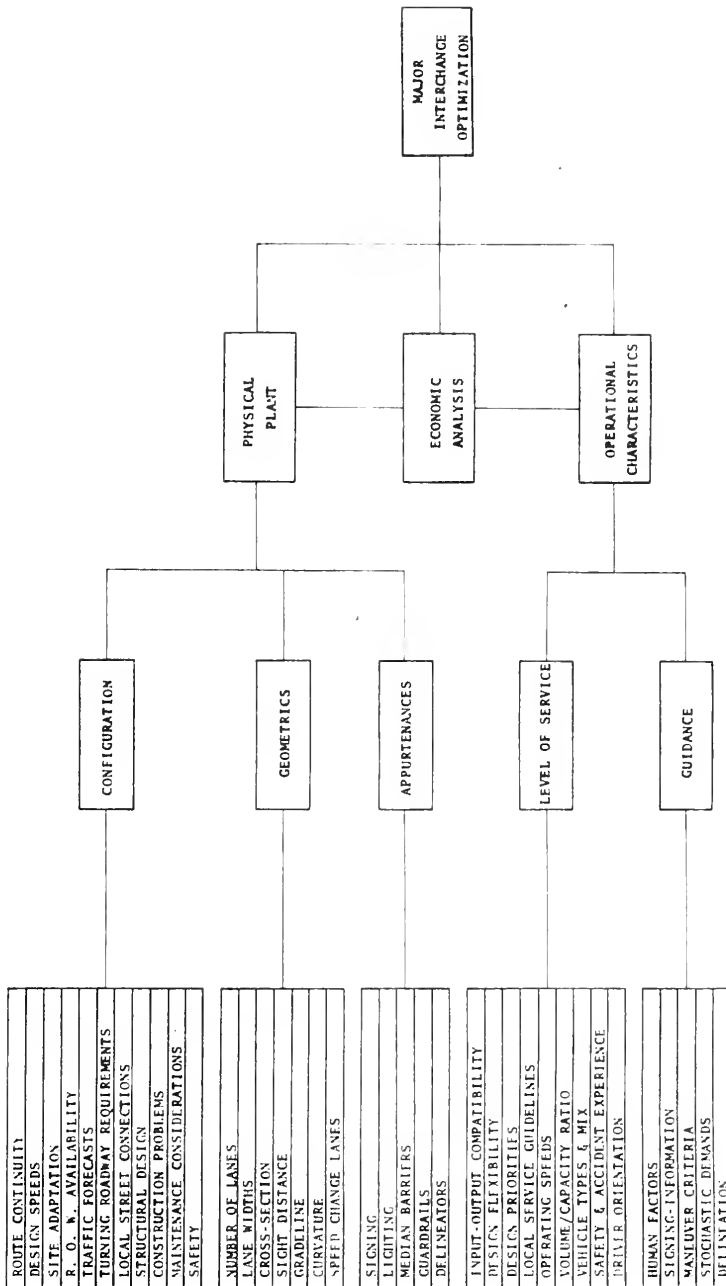 ROUTE CONTINUITY
DESIGN SPEEDS
SITE ADAPTATION
R. O. W. AVAILABILITY
TRAFFIC FORECASTS
TURNING ROADWAY REQUIREMENTS
LOCAL STREET CONNECTIONS
STRUCTURAL DESIGN
CONSTRUCTION PROBLEMS
MAINTENANCE CONSIDERATIONS
SAFETY
NUMBER OF LANES
LANE WIDTHS
CROSS-SECTION
SIGHT DISTANCE
GRADELINE
CURVATURE
SPEED CHANGE LANES
SIGNING
LIGHTING
MEDIAN BARRIERS
GUARDRAILS
DELINEATORS
INPUT-OUTPUT COMPATIBILITY
DESIGN FLEXIBILITY
DESIGN PRIORITIES
LOCAL SERVICE GUIDELINES
OPERATING SPEEDS
VOLUME/CAPACITY RATIO
VEHICLE TYPES & MIX
SAFETY & ACCIDENT EXPERIENCE
DRIVER ORIENTATION
HUMAN FACTORS
SIGNING-INFORMATION
MANEUVER CRITERIA
STOCHASTIC DEMANDS
DELINEATION
CONFIGURATION
GEOMETRICS
APPURTENANCES
LEVEL OF SERVICE
GUIDANCE
PHYSICAL
PLANT
ECONOMIC
ANALYSIS
OPERATIONAL
CHARACTERISTICS
MAJOR
INTERCHANGE
OPTIMIZATION